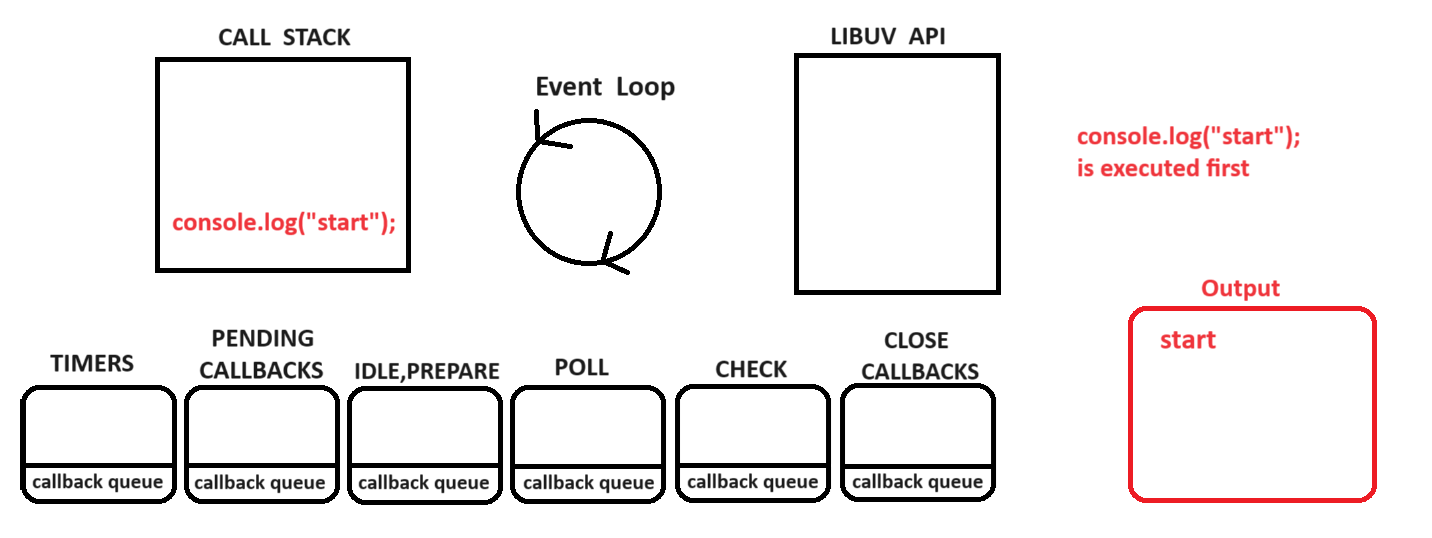 CALL STACK
LIBUV API
Event Loop
console.log("start");
is executed first
console.log("start");
Output
start
TIMERS
PENDING
CALLBACKS
IDLE,PREPARE
POLL
CHECK
CLOSE
CALLBACKS
callback queue
callback queue
callback queue
callback queue
callback queue
callback queue